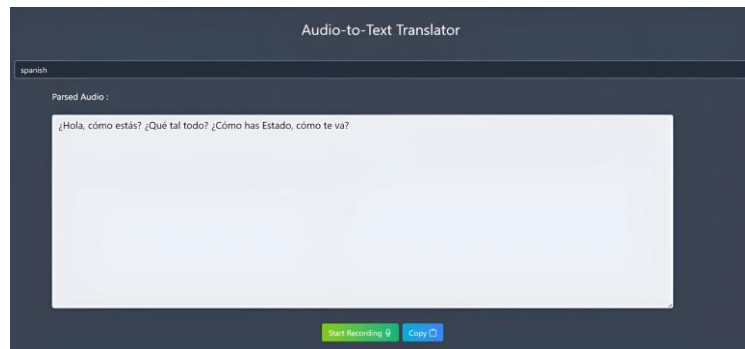 Audio-to-Text Translator
spanish
Parsed Audio :
¿Hola, cómo estás? ¿Qué tal todo? ¿Cómo has Estado, cómo te va?
Start Recording
Copy